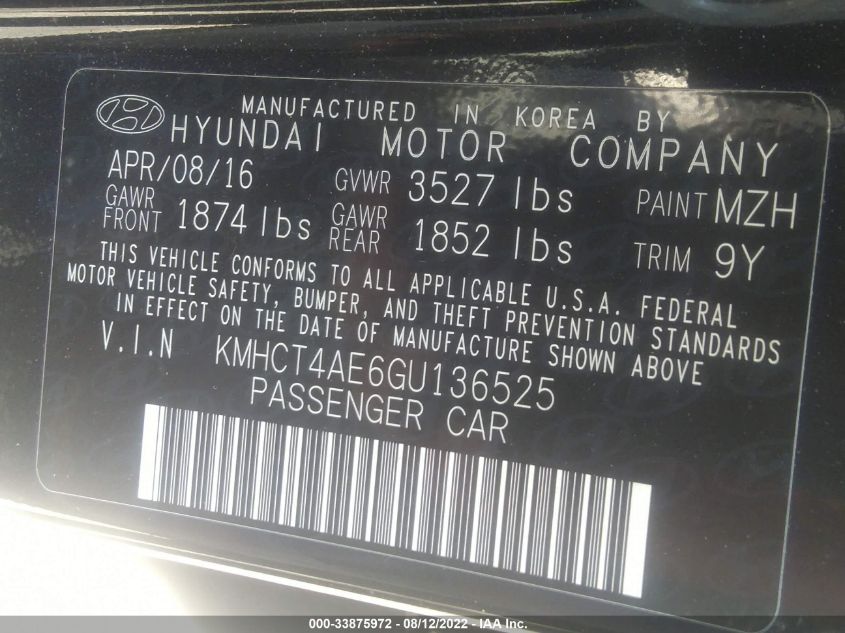 MANUFACTURED IN KOREA BY
HYUNDAI MOTOR COMPANY
APR/08/16 GVWR 3527 lbs PAINT MZH
GAWR FRONT 1874 lbs GAWR REAR 1852 lbs TRIM 9Y
THIS VEHICLE CONFORMS TO ALL APPLICABLE U.S.A. FEDERAL
MOTOR VEHICLE SAFETY, BUMPER, AND THEFT PREVENTION STANDARDS
IN EFFECT ON THE DATE OF MANUFACTURE SHOWN ABOVE
V.I.N KMHCT4AE6GU136525
PASSENGER CAR
000-33875972 - 08/12/2022 - © 2022, IAA Inc.